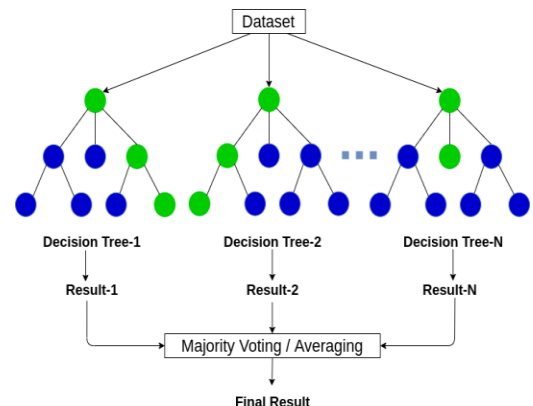 Dataset
Decision Tree-1 Decision Tree-2 Decision Tree-N
Result-1 Result-2 Result-N
Majority Voting / Averaging
Final Result